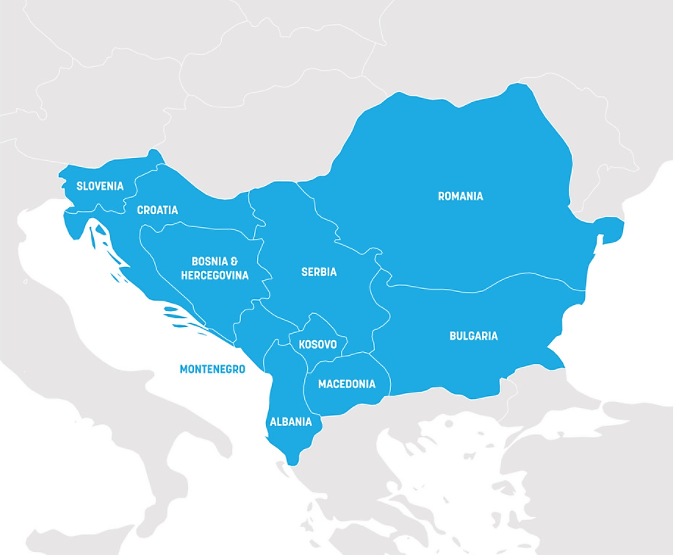 SLOVENIA
CROATIA
ROMANIA
BOSNIA &
HERCEGOVINA
SERBIA
BULGARIA
KOSOVO
MONTENEGRO
MACEDONIA
ALBANIA